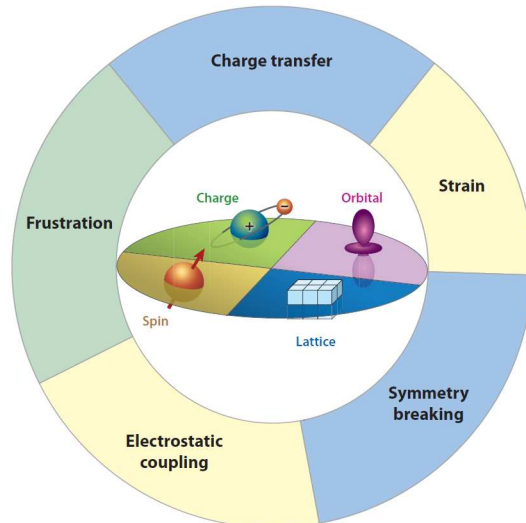 Charge transfer
Strain
Frustration
Charge
Orbital
+
−
Spin
Lattice
Symmetry
breaking
Electrostatic
coupling